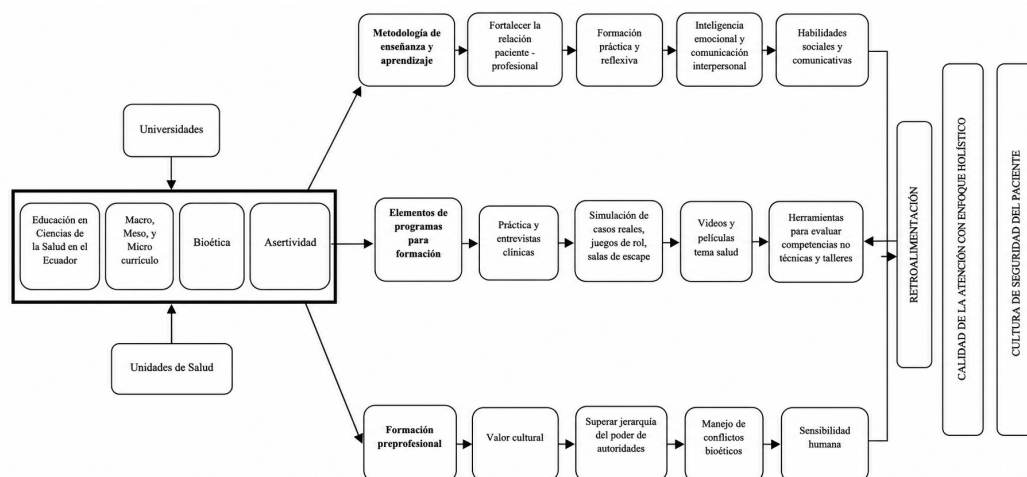 Metodología de
enseñanza y
aprendizaje
Fortalecer la
relación
paciente -
profesional
Formación
práctica y
reflexiva
Inteligencia
emocional y
comunicación
interpersonal
Habilidades
sociales y
comunicativas
Universidades
Educación en
Ciencias de
la Salud en el
Ecuador
Macro,
Meso, y
Micro
currículo
Bioética
Asertividad
Elementos de
programas
para
formación
Práctica y
entrevistas
clínicas
Simulación de
casos reales,
juegos de rol,
salas de escape
Videos y
películas
tema salud
Herramientas
para evaluar
competencias no
técnicas y talleres
Unidades de Salud
Formación
preprofesional
Valor cultural
Superar jerarquía
del poder de
autoridades
Manejo de
conflictos
bioéticos
Sensibilidad
humana
RETROALIMENTACIÓN
CALIDAD DE LA ATENCIÓN CON ENFOQUE HOLÍSTICO
CULTURA DE SEGURIDAD DEL PACIENTE